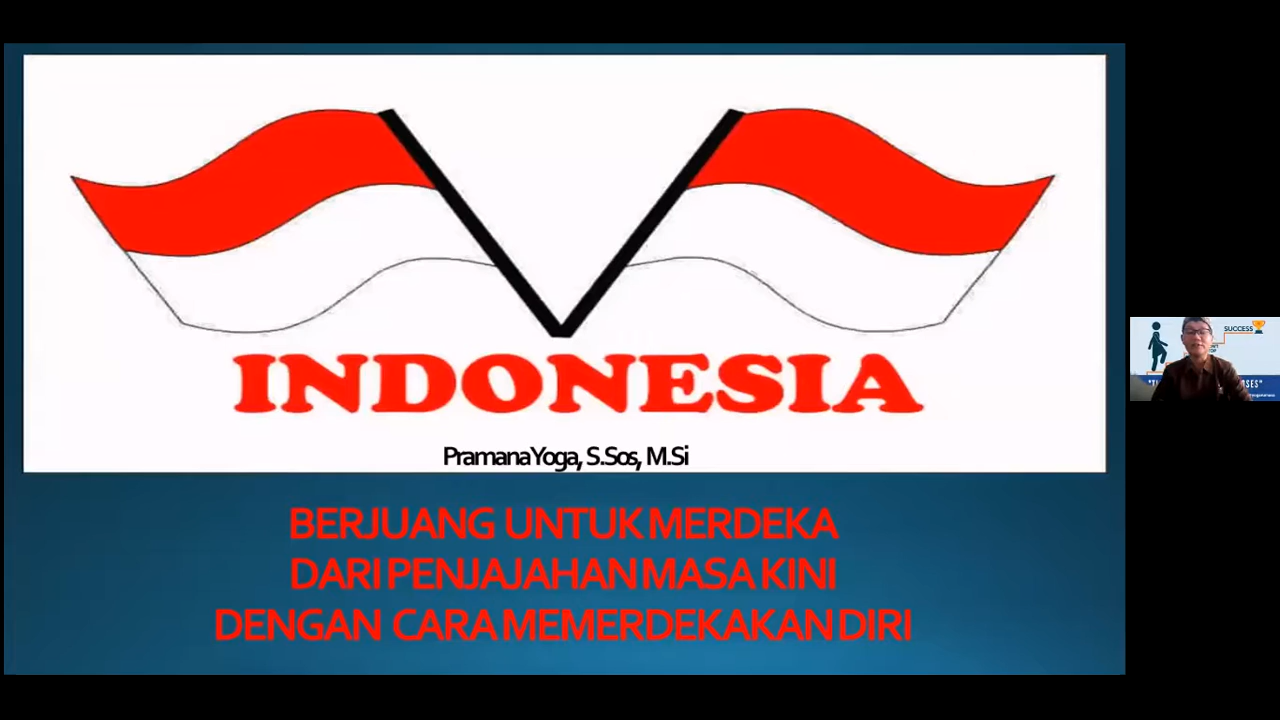 INDONESIA
Pramana Yoga, S.Sos, M.Si
BERJUANG UNTUK MERDEKA
DARI PENJAJAHAN MASA KINI
DENGAN CARA MEMERDEKAKAN DIRI
SUCCESS